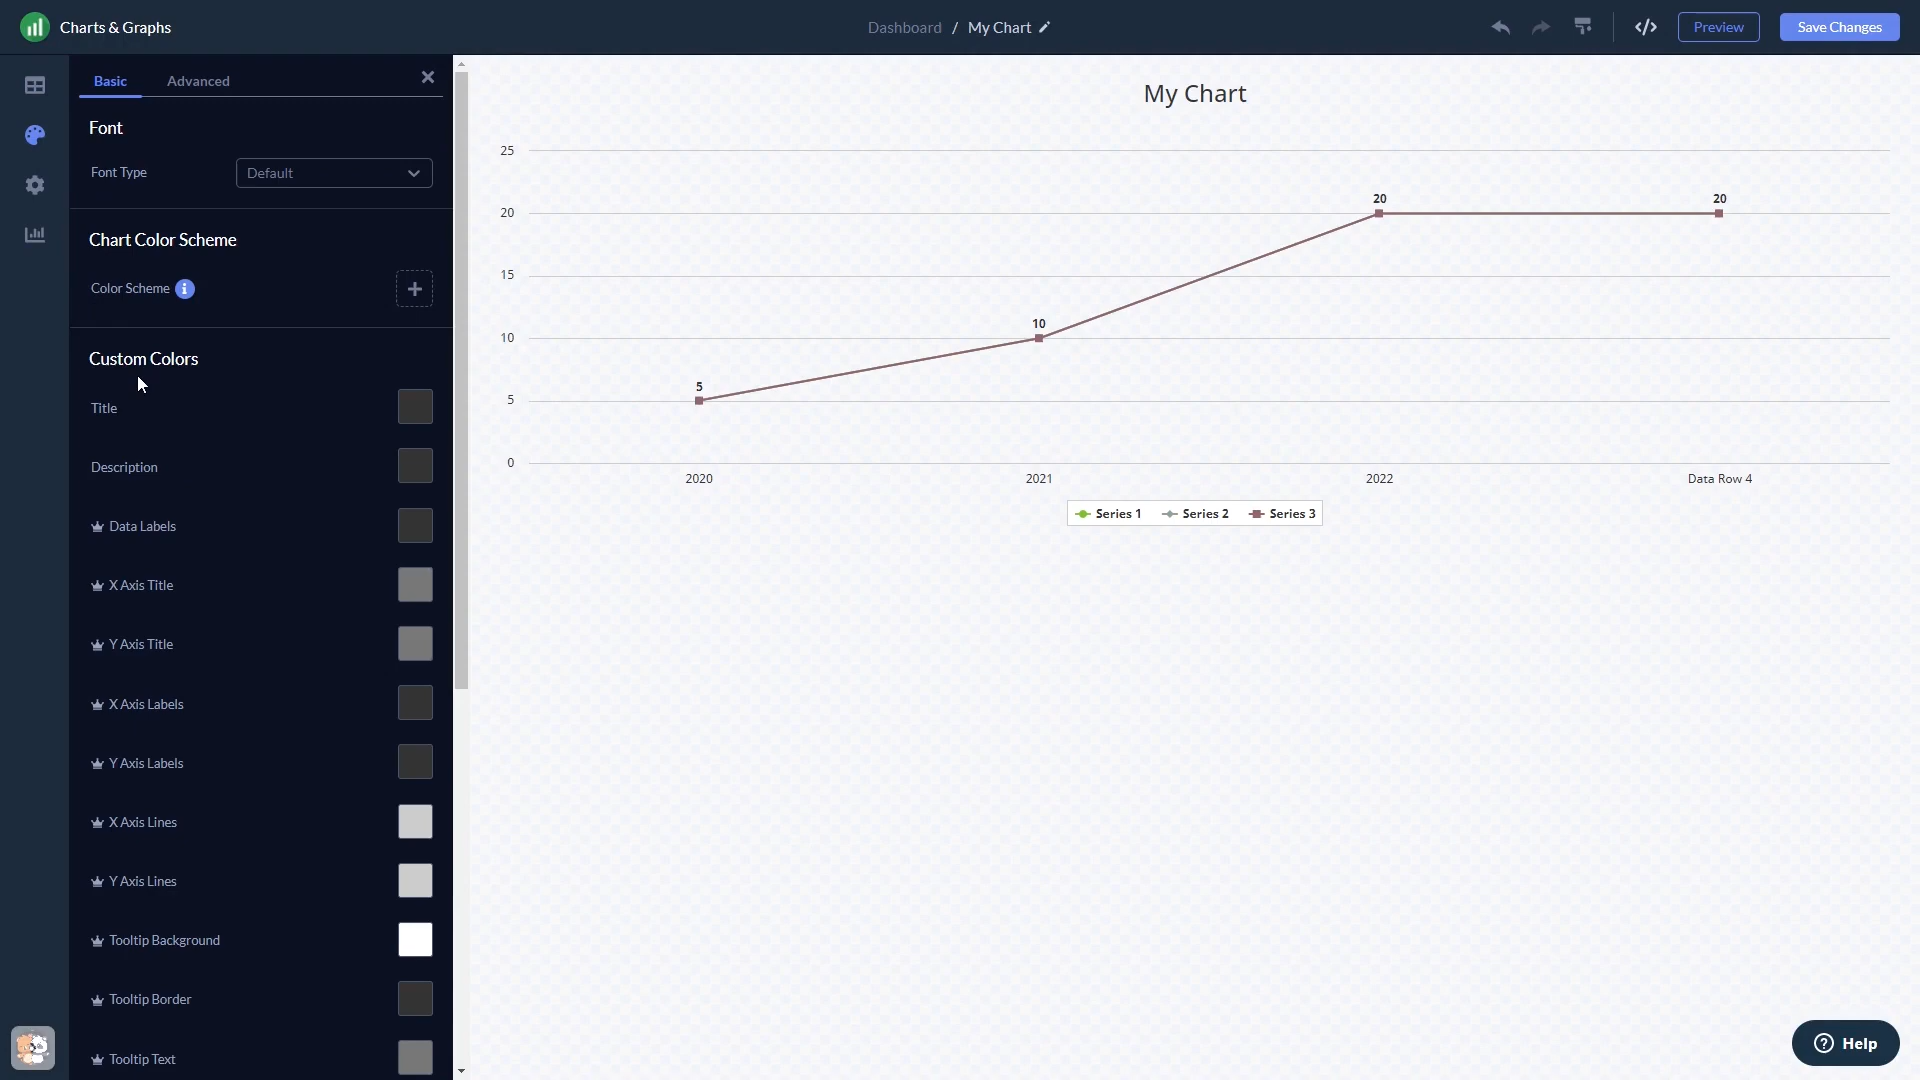 Charts & Graphs
Dashboard / My Chart
Preview
Save Changes
Basic
Advanced
Font
Font Type
Default
Chart Color Scheme
Color Scheme
Custom Colors
Title
Description
Data Labels
X Axis Title
Y Axis Title
X Axis Labels
Y Axis Labels
X Axis Lines
Y Axis Lines
Tooltip Background
Tooltip Border
Tooltip Text
My Chart
25
20
15
10
5
0
5
10
20
20
2020
2021
2022
Data Row 4
Series 1
Series 2
Series 3
Help